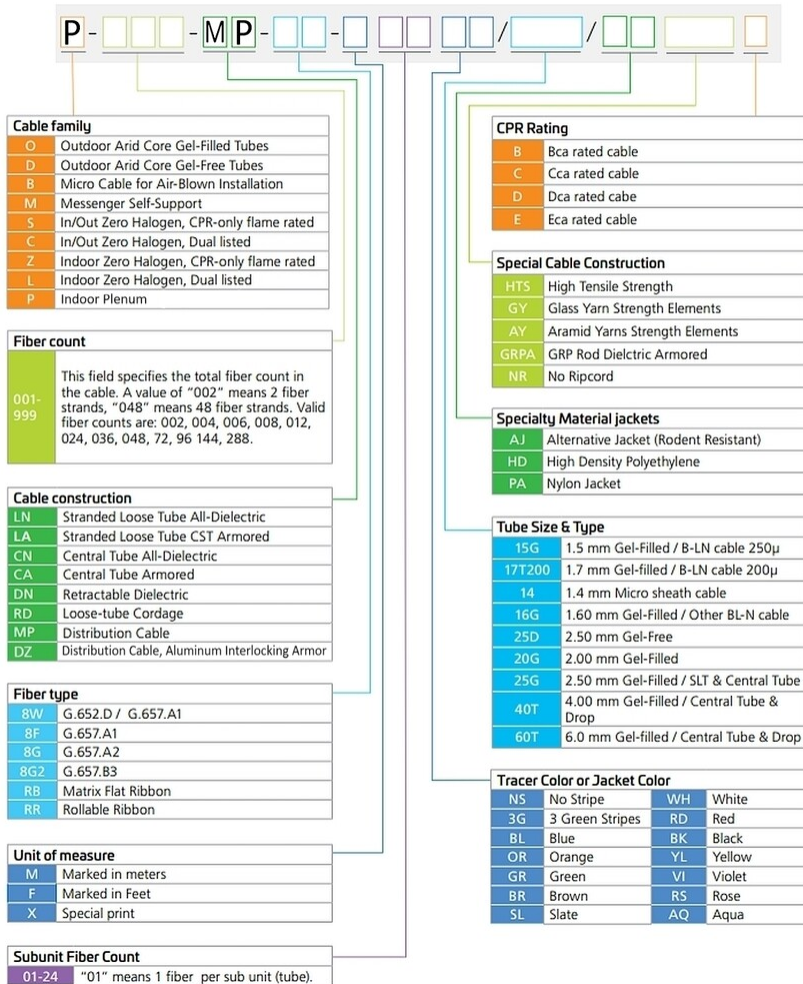 P - - MP - - / /
Cable family
O Outdoor Arid Core Gel-Filled Tubes
D Outdoor Arid Core Gel-Free Tubes
B Micro Cable for Air-Blown Installation
M Messenger Self-Support
S In/Out Zero Halogen, CPR-only flame rated
C In/Out Zero Halogen, Dual listed
Z Indoor Zero Halogen, CPR-only flame rated
L Indoor Zero Halogen, Dual listed
P Indoor Plenum
Fiber count
001-
999
This field specifies the total fiber count in
the cable. A value of “002” means 2 fiber
strands, “048” means 48 fiber strands. Valid
fiber counts are: 002, 004, 006, 008, 012,
024, 036, 048, 72, 96 144, 288.
Cable construction
LN Stranded Loose Tube All-Dielectric
LA Stranded Loose Tube CST Armored
CN Central Tube All-Dielectric
CA Central Tube Armored
DN Retractable Dielectric
RD Loose-tube Cordage
MP Distribution Cable
DZ Distribution Cable, Aluminum Interlocking Armor
Fiber type
8W G.652.D / G.657.A1
8F G.657.A1
8G G.657.A2
8G2 G.657.B3
RB Matrix Flat Ribbon
RR Rollable Ribbon
Unit of measure
M Marked in meters
F Marked in Feet
X Special print
Subunit Fiber Count
01-24 “01” means 1 fiber per sub unit (tube).
CPR Rating
B Bca rated cable
C Cca rated cable
D Dca rated cabe
E Eca rated cable
Special Cable Construction
HTS High Tensile Strength
GY Glass Yarn Strength Elements
AY Aramid Yarns Strength Elements
GRPA GRP Rod Dielctric Armored
NR No Ripcord
Specialty Material jackets
AJ Alternative Jacket (Rodent Resistant)
HD High Density Polyethylene
PA Nylon Jacket
Tube Size & Type
15G 1.5 mm Gel-Filled / B-LN cable 250µ
17T200 1.7 mm Gel-filled / B-LN cable 200µ
14 1.4 mm Micro sheath cable
16G 1.60 mm Gel-Filled / Other BL-N cable
25D 2.50 mm Gel-Free
20G 2.00 mm Gel-Filled
25G 2.50 mm Gel-Filled / SLT & Central Tube
40T 4.00 mm Gel-Filled / Central Tube &
Drop
60T 6.0 mm Gel-filled / Central Tube & Drop
Tracer Color or Jacket Color
NS No Stripe WH White
3G 3 Green Stripes RD Red
BL Blue BK Black
OR Orange YL Yellow
GR Green VI Violet
BR Brown RS Rose
SL Slate AQ Aqua